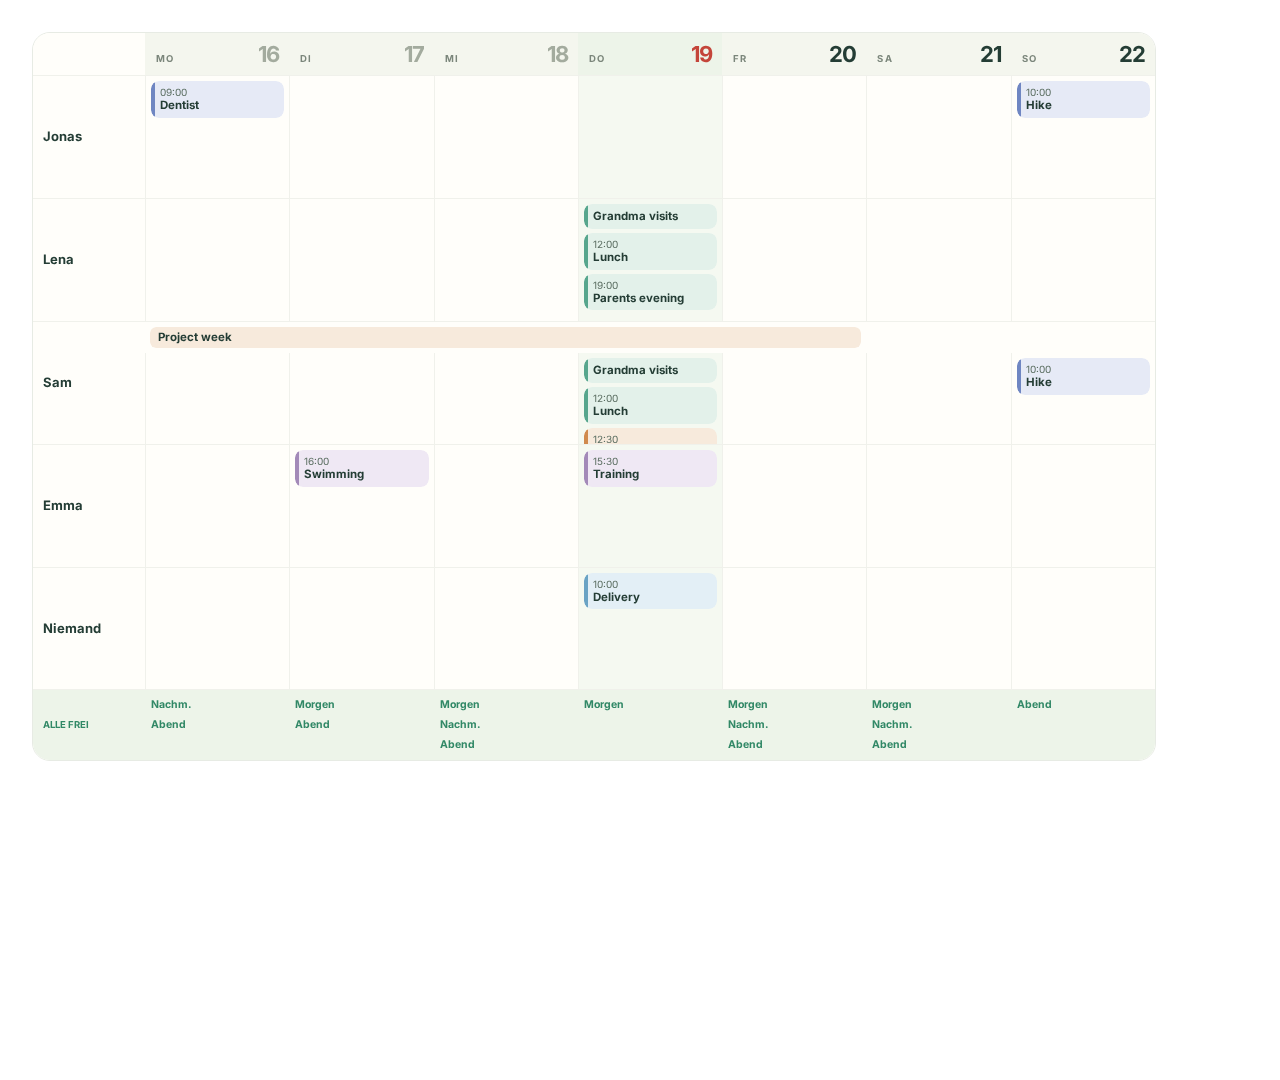 MO 16 DI 17 MI 18 DO 19 FR 20 SA 21 SO 22
Jonas
09:00
Dentist
10:00
Hike
Lena
Grandma visits
12:00
Lunch
19:00
Parents evening
Project week
Sam
Grandma visits
12:00
Lunch
12:30
10:00
Hike
Emma
16:00
Swimming
15:30
Training
Niemand
10:00
Delivery
ALLE FREI
Nachm.
Abend
Morgen
Abend
Morgen
Nachm.
Abend
Morgen
Morgen
Nachm.
Abend
Morgen
Nachm.
Abend
Abend